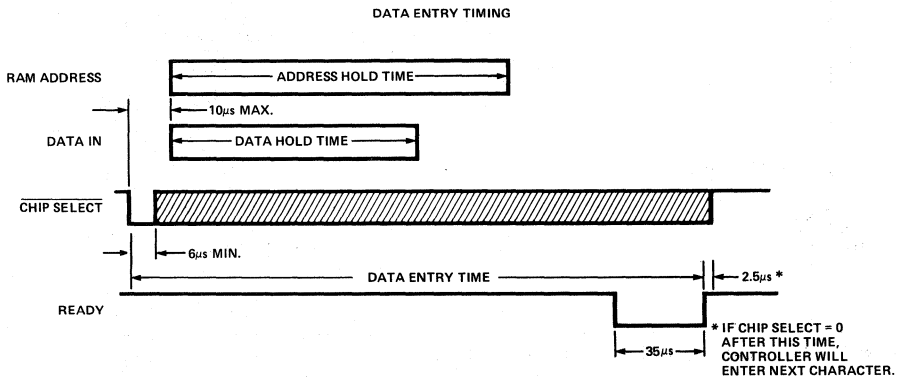 DATA ENTRY TIMING
RAM ADDRESS
ADDRESS HOLD TIME
10μs MAX.
DATA IN
DATA HOLD TIME
CHIP SELECT
6μs MIN.
DATA ENTRY TIME
2.5μs *
READY
35μs
* IF CHIP SELECT = 0
AFTER THIS TIME,
CONTROLLER WILL
ENTER NEXT CHARACTER.